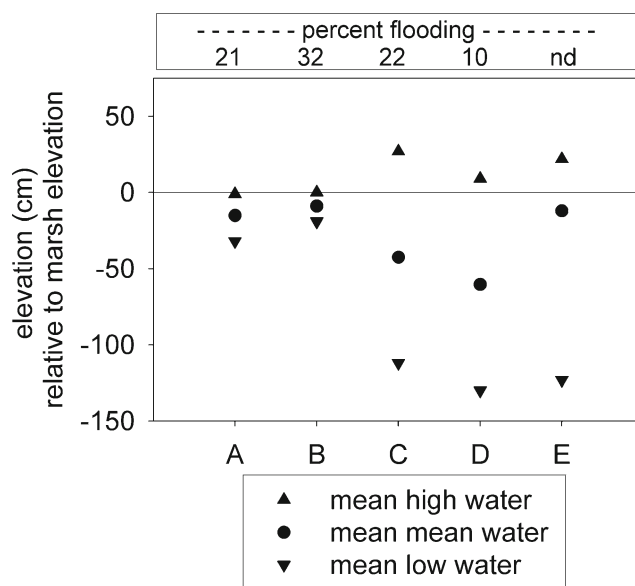 - - - - - - - - - percent flooding - - - - - - - - -
21 32 22 10 nd
elevation (cm)
relative to marsh elevation
50
0
-50
-100
-150
A B C D E
mean high water
mean mean water
mean low water